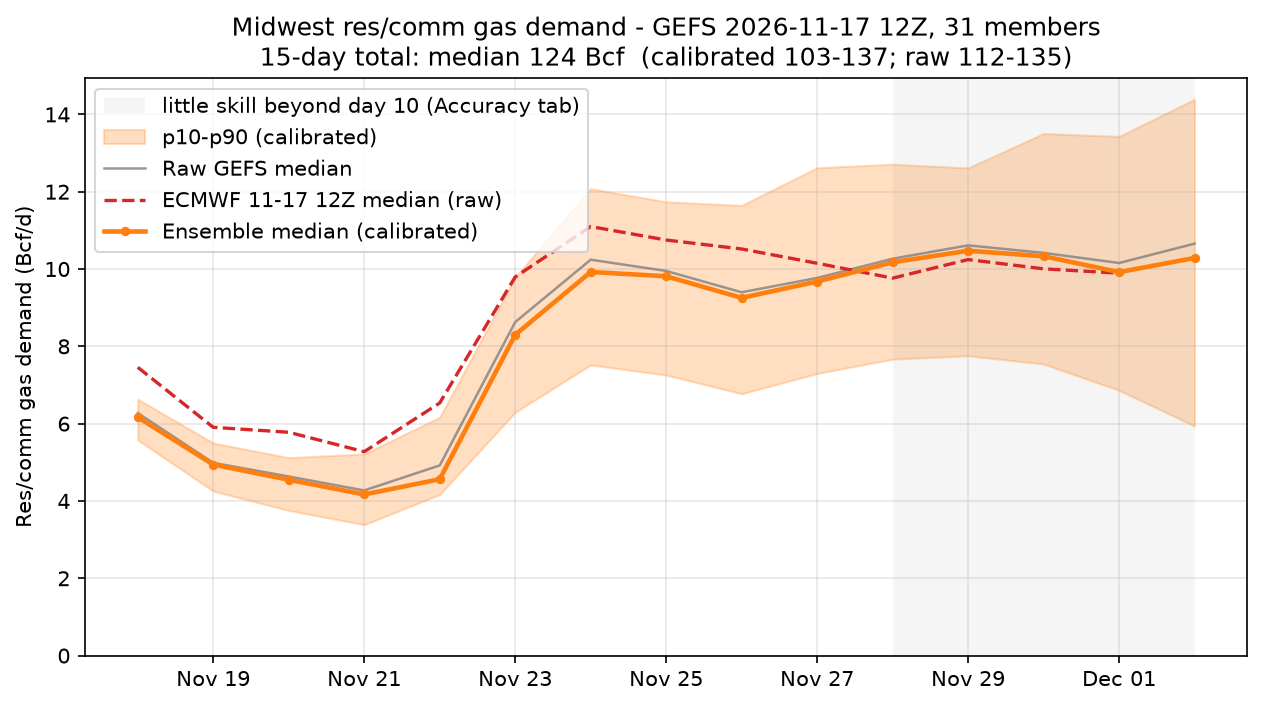 Midwest res/comm gas demand - GEFS 2026-11-17 12Z, 31 members
15-day total: median 124 Bcf  (calibrated 103-137; raw 112-135)
little skill beyond day 10 (Accuracy tab)
p10-p90 (calibrated)
Raw GEFS median
ECMWF 11-17 12Z median (raw)
Ensemble median (calibrated)
Res/comm gas demand (Bcf/d)
14
12
10
8
6
4
2
0
Nov 19
Nov 21
Nov 23
Nov 25
Nov 27
Nov 29
Dec 01